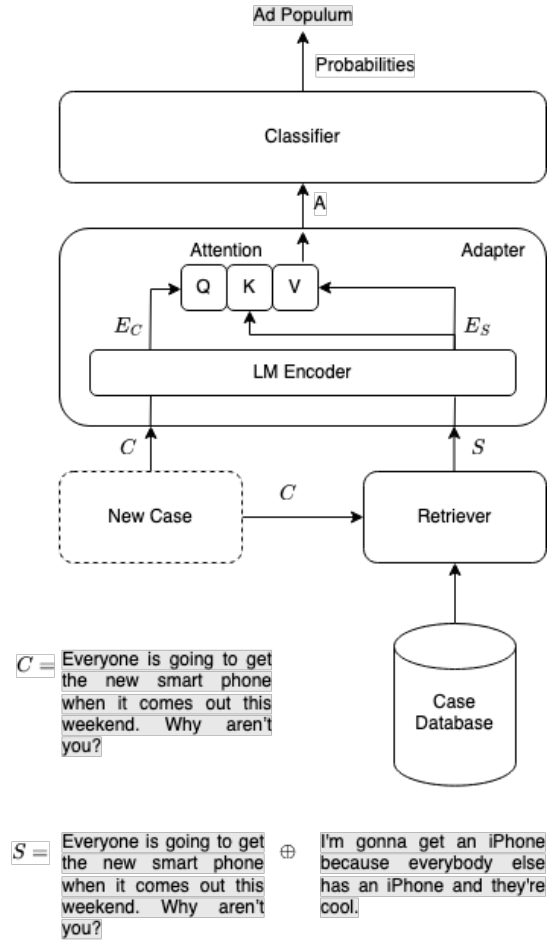 Ad Populum
Probabilities
Classifier
A
Attention
Adapter
Q K V
E_C
E_S
LM Encoder
C
S
New Case
C
Retriever
Case
Database
C =
Everyone is going to get
the new smart phone
when it comes out this
weekend. Why aren't
you?
S =
Everyone is going to get
the new smart phone
when it comes out this
weekend. Why aren't
you?
⊕
I'm gonna get an iPhone
because everybody else
has an iPhone and they're
cool.